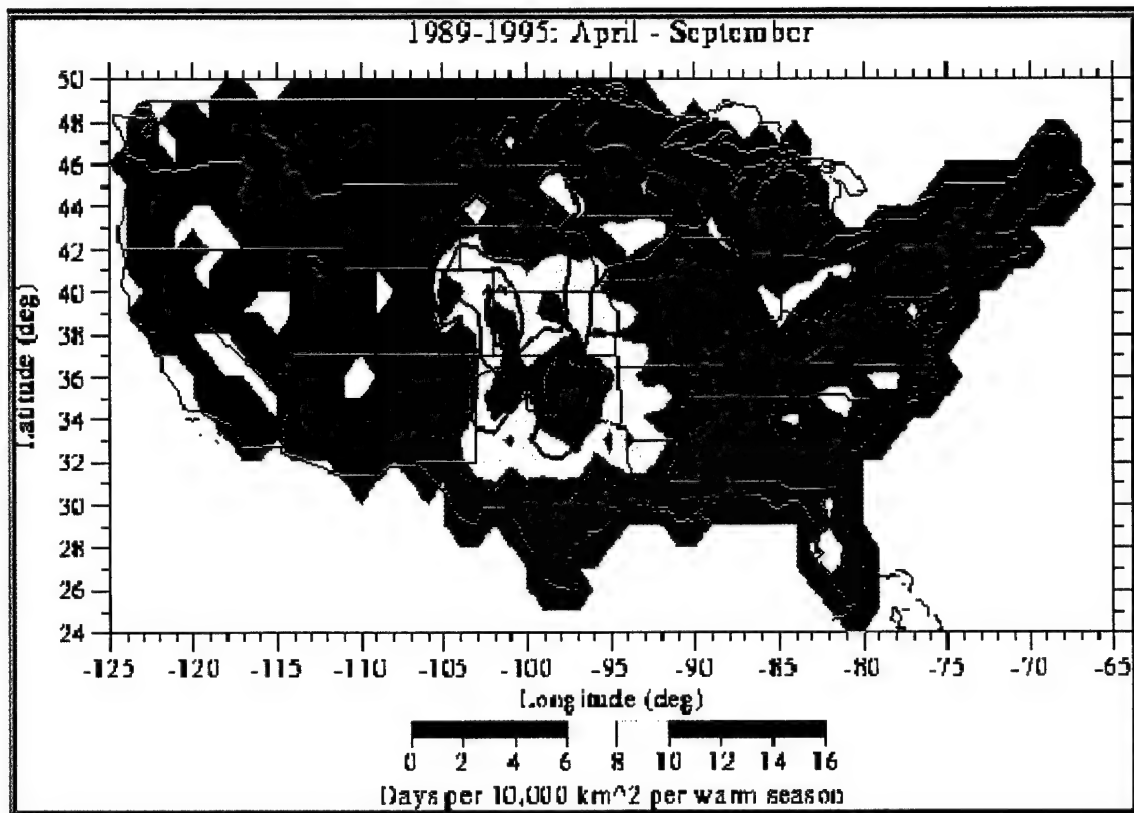 1989-1995: April - September
50
48
46
44
42
40
38
36
34
32
30
28
26
24
Latitude (deg)
-125 -120 -115 -110 -105 -100 -95 -90 -85 -80 -75 -70 -65
Longitude (deg)
0 2 4 6 8 10 12 14 16
Days per 10,000 km^2 per warm season